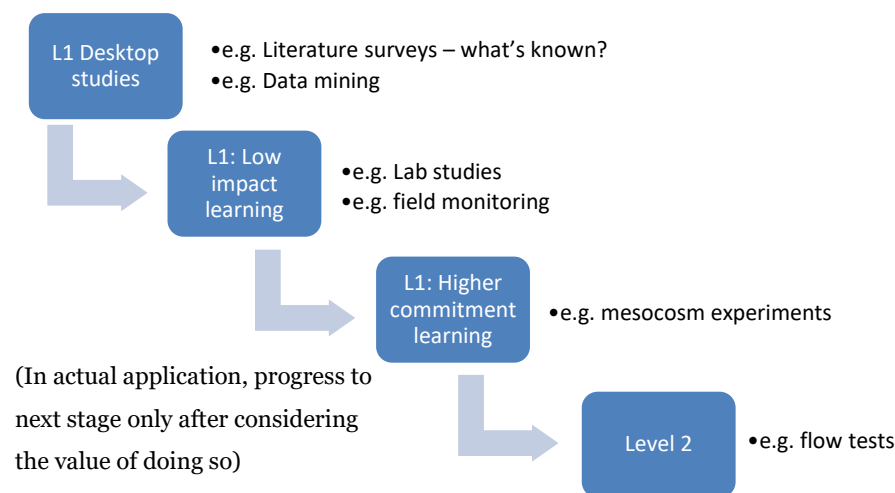 L1 Desktop
studies
•e.g. Literature surveys – what's known?
•e.g. Data mining
L1: Low
impact
learning
•e.g. Lab studies
•e.g. field monitoring
L1: Higher
commitment
learning
•e.g. mesocosm experiments
(In actual application, progress to
next stage only after considering
the value of doing so)
Level 2
•e.g. flow tests